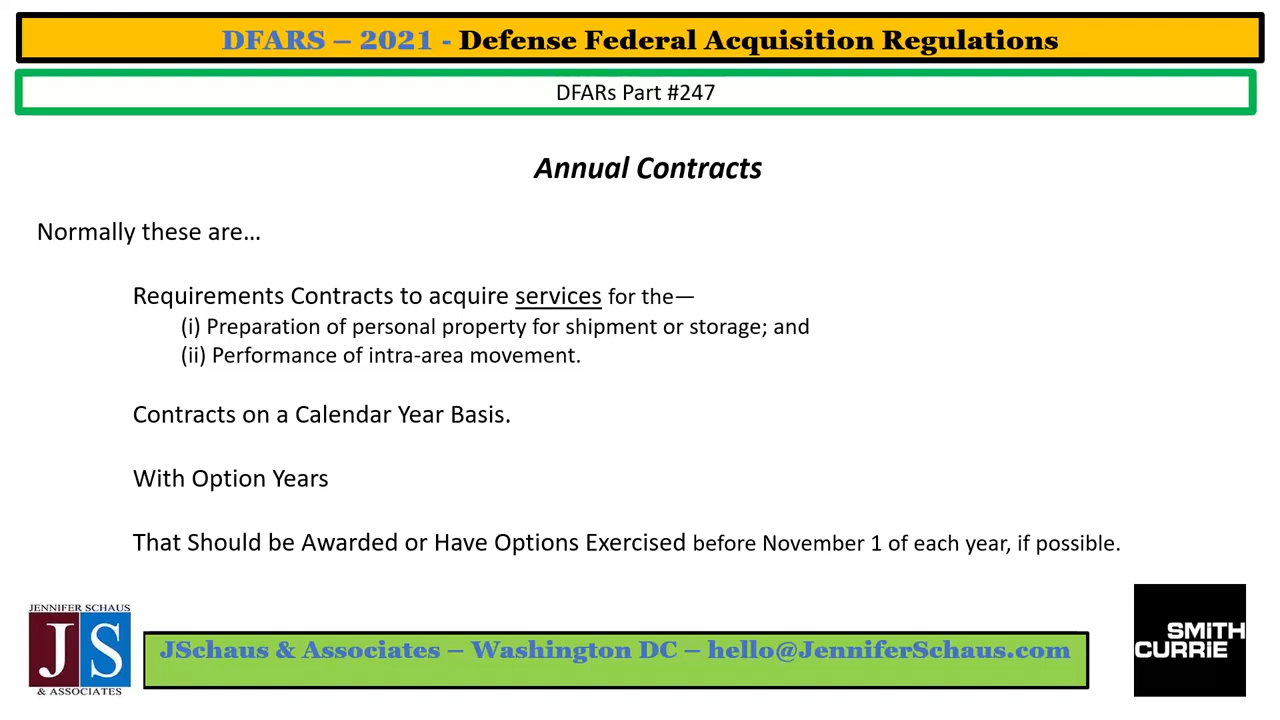 DFARS – 2021 - Defense Federal Acquisition Regulations
DFARs Part #247
Annual Contracts
Normally these are…
Requirements Contracts to acquire services for the—
(i) Preparation of personal property for shipment or storage; and
(ii) Performance of intra-area movement.
Contracts on a Calendar Year Basis.
With Option Years
That Should be Awarded or Have Options Exercised before November 1 of each year, if possible.
JENNIFER SCHAUS
JS
& ASSOCIATES
JSchaus & Associates – Washington DC – hello@JenniferSchaus.com
SMITH
CURRIE